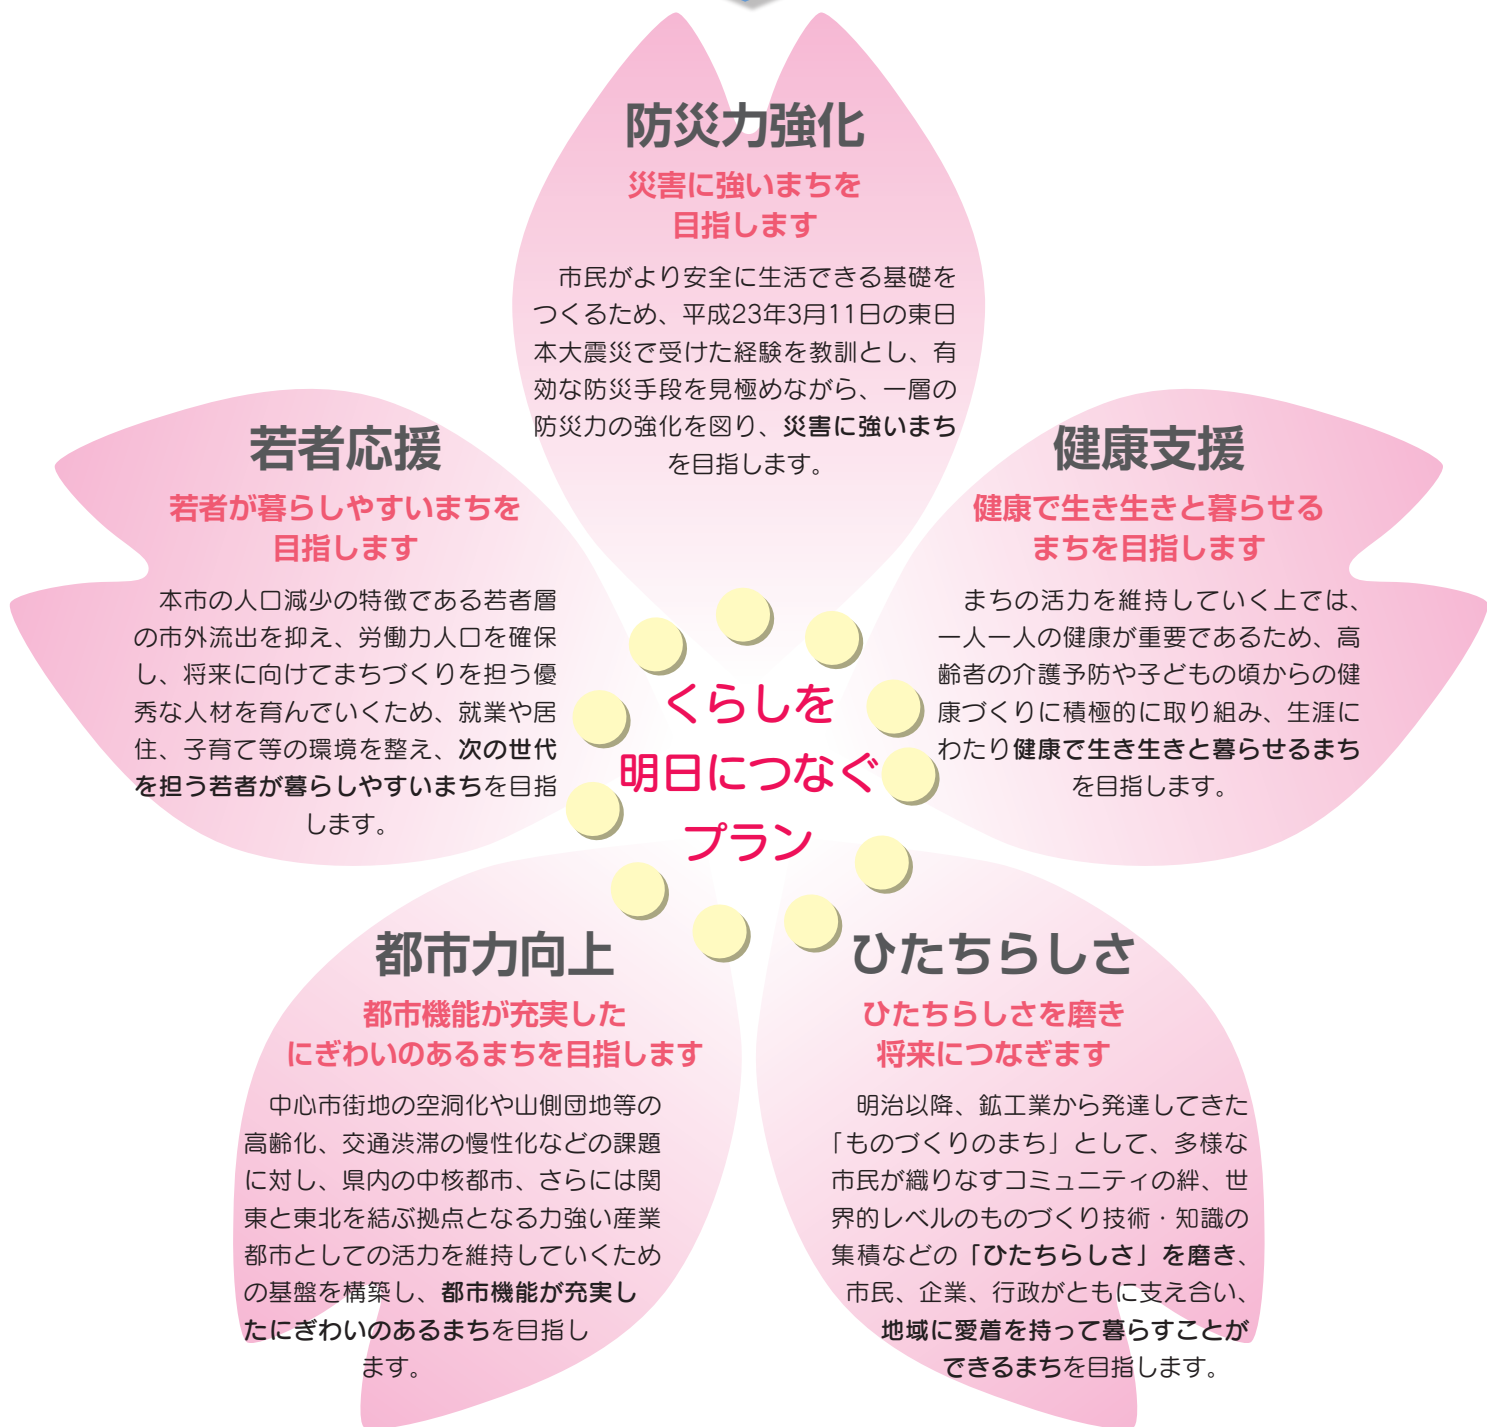 防災力強化
災害に強いまちを
目指します
市民がより安全に生活できる基礎を
つくるため、平成23年3月11日の東日
本大震災で受けた経験を教訓とし、有
効な防災手段を見極めながら、一層の
防災力の強化を図り、災害に強いまち
を目指します。
若者応援
若者が暮らしやすいまちを
目指します
本市の人口減少の特徴である若者層
の市外流出を抑え、労働力人口を確保
し、将来に向けてまちづくりを担う優
秀な人材を育んでいくため、就業や居
住、子育て等の環境を整え、次の世代
を担う若者が暮らしやすいまちを目指
します。
健康支援
健康で生き生きと暮らせる
まちを目指します
まちの活力を維持していく上では、
一人一人の健康が重要であるため、高
齢者の介護予防や子どもの頃からの健
康づくりに積極的に取り組み、生涯に
わたり健康で生き生きと暮らせるまち
を目指します。
くらしを
明日につなぐ
プラン
都市力向上
都市機能が充実した
にぎわいのあるまちを目指します
中心市街地の空洞化や山側団地等の
高齢化、交通渋滞の慢性化などの課題
に対し、県内の中核都市、さらには関
東と東北を結ぶ拠点となる力強い産業
都市としての活力を維持していくため
の基盤を構築し、都市機能が充実し
たにぎわいのあるまちを目指し
ます。
ひたちらしさ
ひたちらしさを磨き
将来につなぎます
明治以降、鉱工業から発達してきた
「ものづくりのまち」として、多様な
市民が織りなすコミュニティの絆、世
界的レベルのものづくり技術・知識の
集積などの「ひたちらしさ」を磨き、
市民、企業、行政がともに支え合い、
地域に愛着を持って暮らすことが
できるまちを目指します。